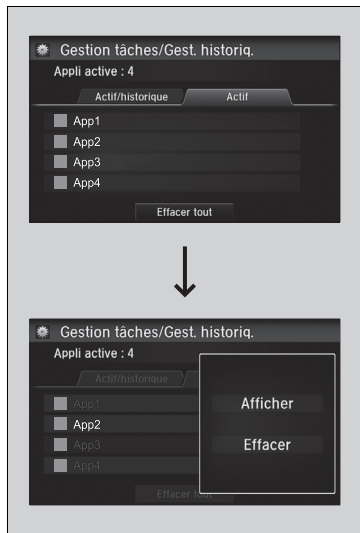 Gestion tâches/Gest. historiq.
Appli active : 4
Actif/historique Actif
App1
App2
App3
App4
Effacer tout
Gestion tâches/Gest. historiq.
Appli active : 4
Actif/historique
App1
App2
App3
App4
Afficher
Effacer
Effacer tout